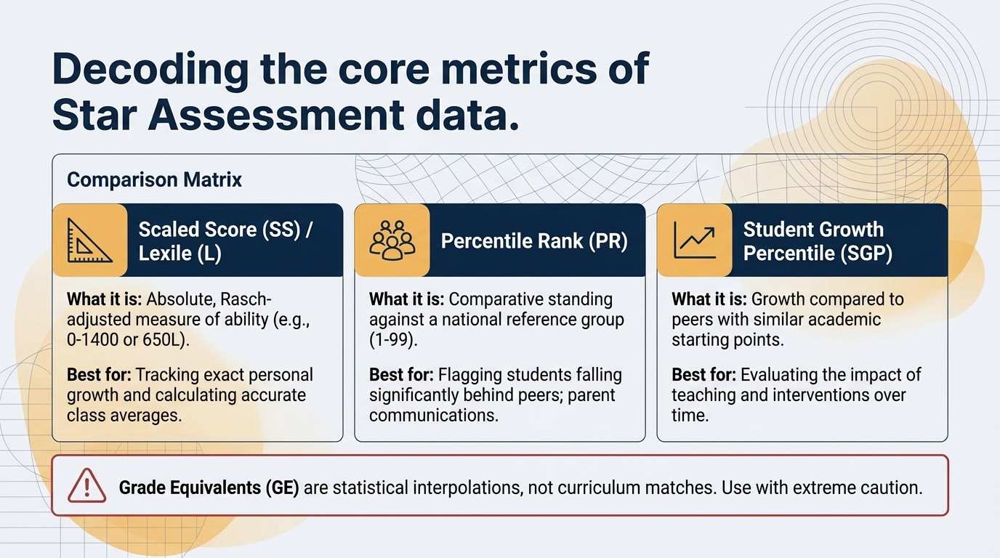 Decoding the core metrics of
Star Assessment data.
Comparison Matrix
Scaled Score (SS) /
Lexile (L)
What it is: Absolute, Rasch-
adjusted measure of ability (e.g.,
0-1400 or 650L).
Best for: Tracking exact personal
growth and calculating accurate
class averages.
Percentile Rank (PR)
What it is: Comparative standing
against a national reference group
(1-99).
Best for: Flagging students falling
significantly behind peers; parent
communications.
Student Growth
Percentile (SGP)
What it is: Growth compared to
peers with similar academic
starting points.
Best for: Evaluating the impact of
teaching and interventions over
time.
Grade Equivalents (GE) are statistical interpolations, not curriculum matches. Use with extreme caution.